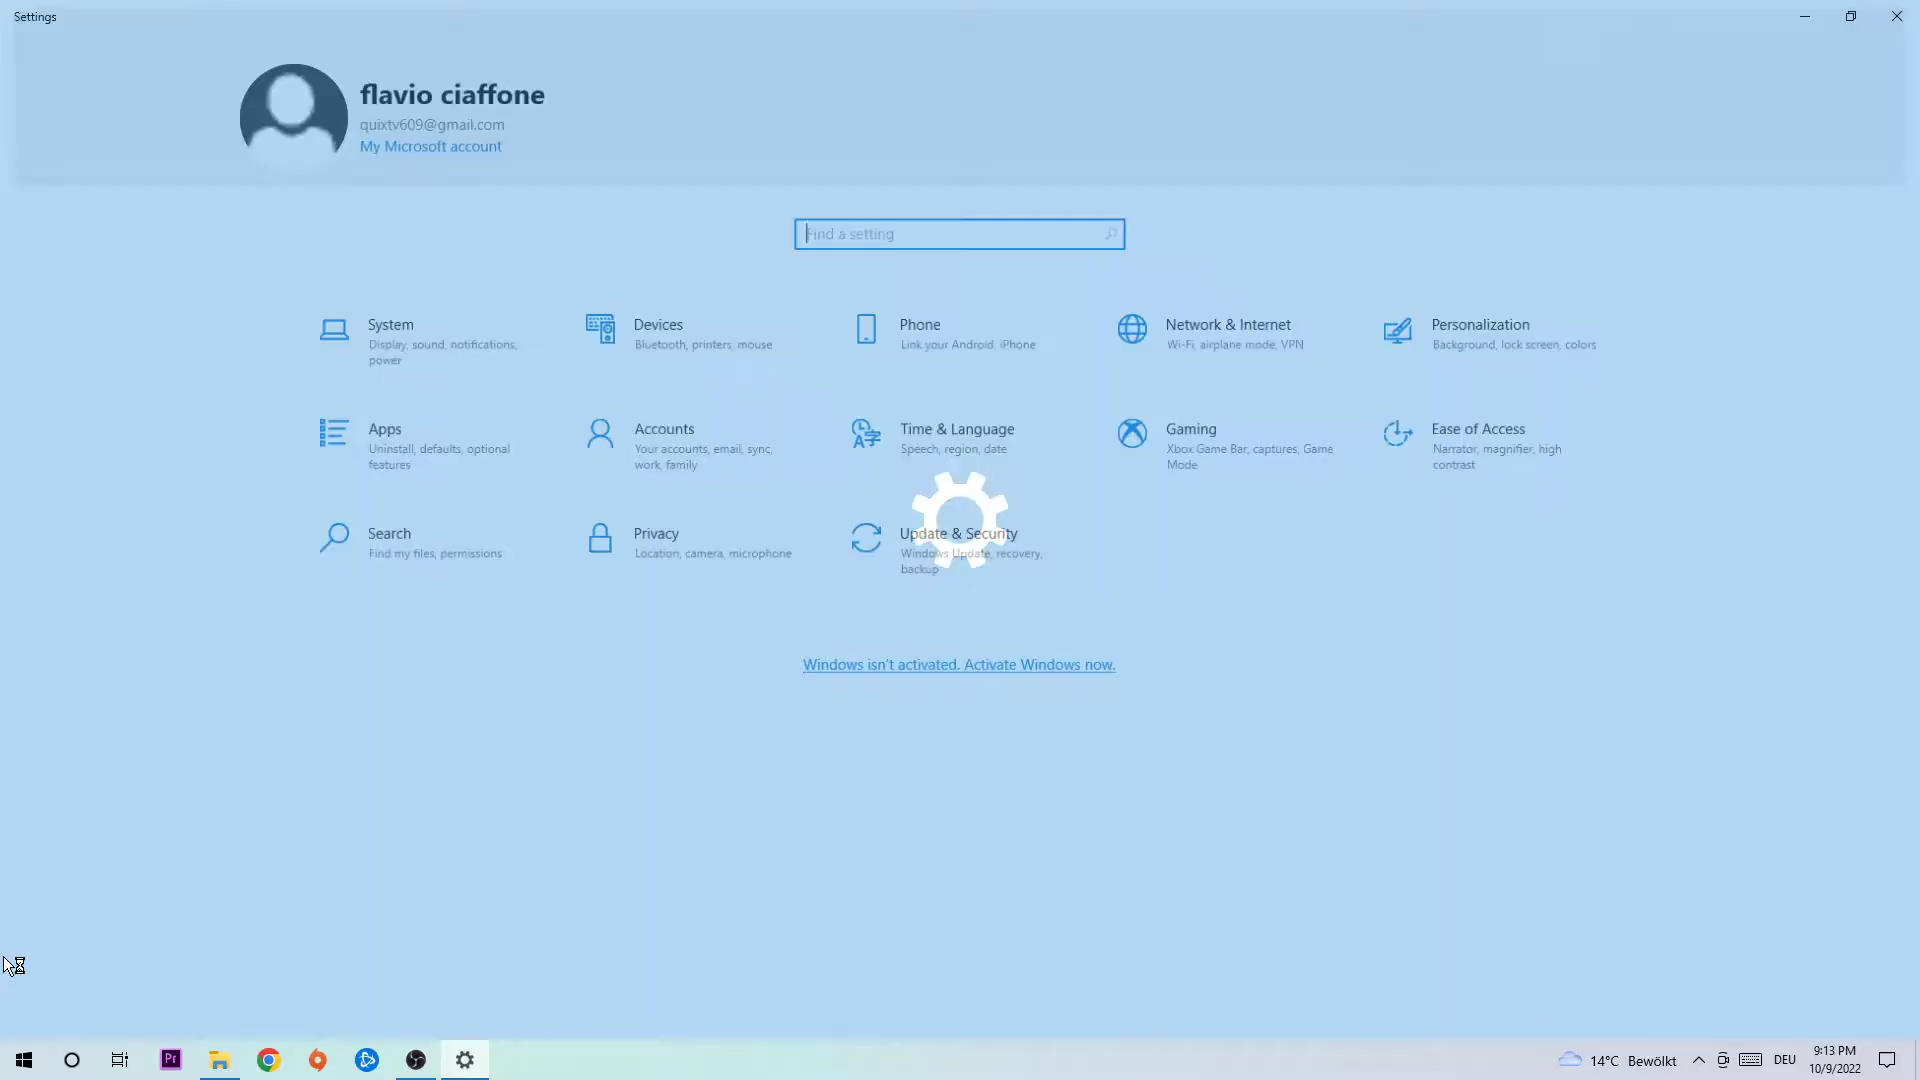 Settings
flavio ciaffone
quixtv609@gmail.com
My Microsoft account
Find a setting
System
Display, sound, notifications,
power
Devices
Bluetooth, printers, mouse
Phone
Link your Android, iPhone
Network & Internet
Wi-Fi, airplane mode, VPN
Personalization
Background, lock screen, colors
Apps
Uninstall, defaults, optional
features
Accounts
Your accounts, email, sync,
work, family
Time & Language
Speech, region, date
Gaming
Xbox Game Bar, captures, Game
Mode
Ease of Access
Narrator, magnifier, high
contrast
Search
Find my files, permissions
Privacy
Location, camera, microphone
Update & Security
Windows Update, recovery,
backup
Windows isn't activated. Activate Windows now.
Pr
14°C Bewölkt
DEU
9:13 PM
10/9/2022